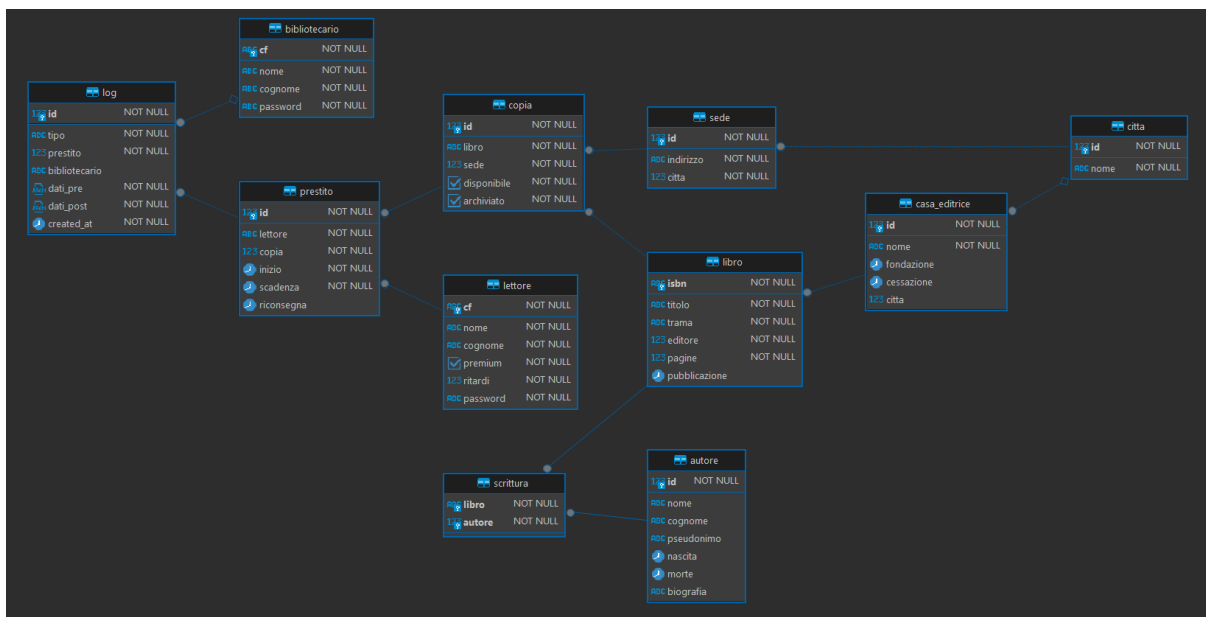 bibliotecario
cf NOT NULL
nome NOT NULL
cognome NOT NULL
password NOT NULL
log
id NOT NULL
tipo NOT NULL
prestito NOT NULL
bibliotecario
dati_pre NOT NULL
dati_post NOT NULL
created_at NOT NULL
prestito
id NOT NULL
lettore NOT NULL
copia NOT NULL
inizio NOT NULL
scadenza NOT NULL
riconsegna
copia
id NOT NULL
libro NOT NULL
sede NOT NULL
disponibile NOT NULL
archiviato NOT NULL
lettore
cf NOT NULL
nome NOT NULL
cognome NOT NULL
premium NOT NULL
ritardi NOT NULL
password NOT NULL
sede
id NOT NULL
indirizzo NOT NULL
citta NOT NULL
citta
id NOT NULL
nome NOT NULL
casa_editrice
id NOT NULL
nome NOT NULL
fondazione
cessazione
citta
libro
isbn NOT NULL
titolo NOT NULL
trama NOT NULL
editore NOT NULL
pagine NOT NULL
pubblicazione
scrittura
libro NOT NULL
autore NOT NULL
autore
id NOT NULL
nome
cognome
pseudonimo
nascita
morte
biografia